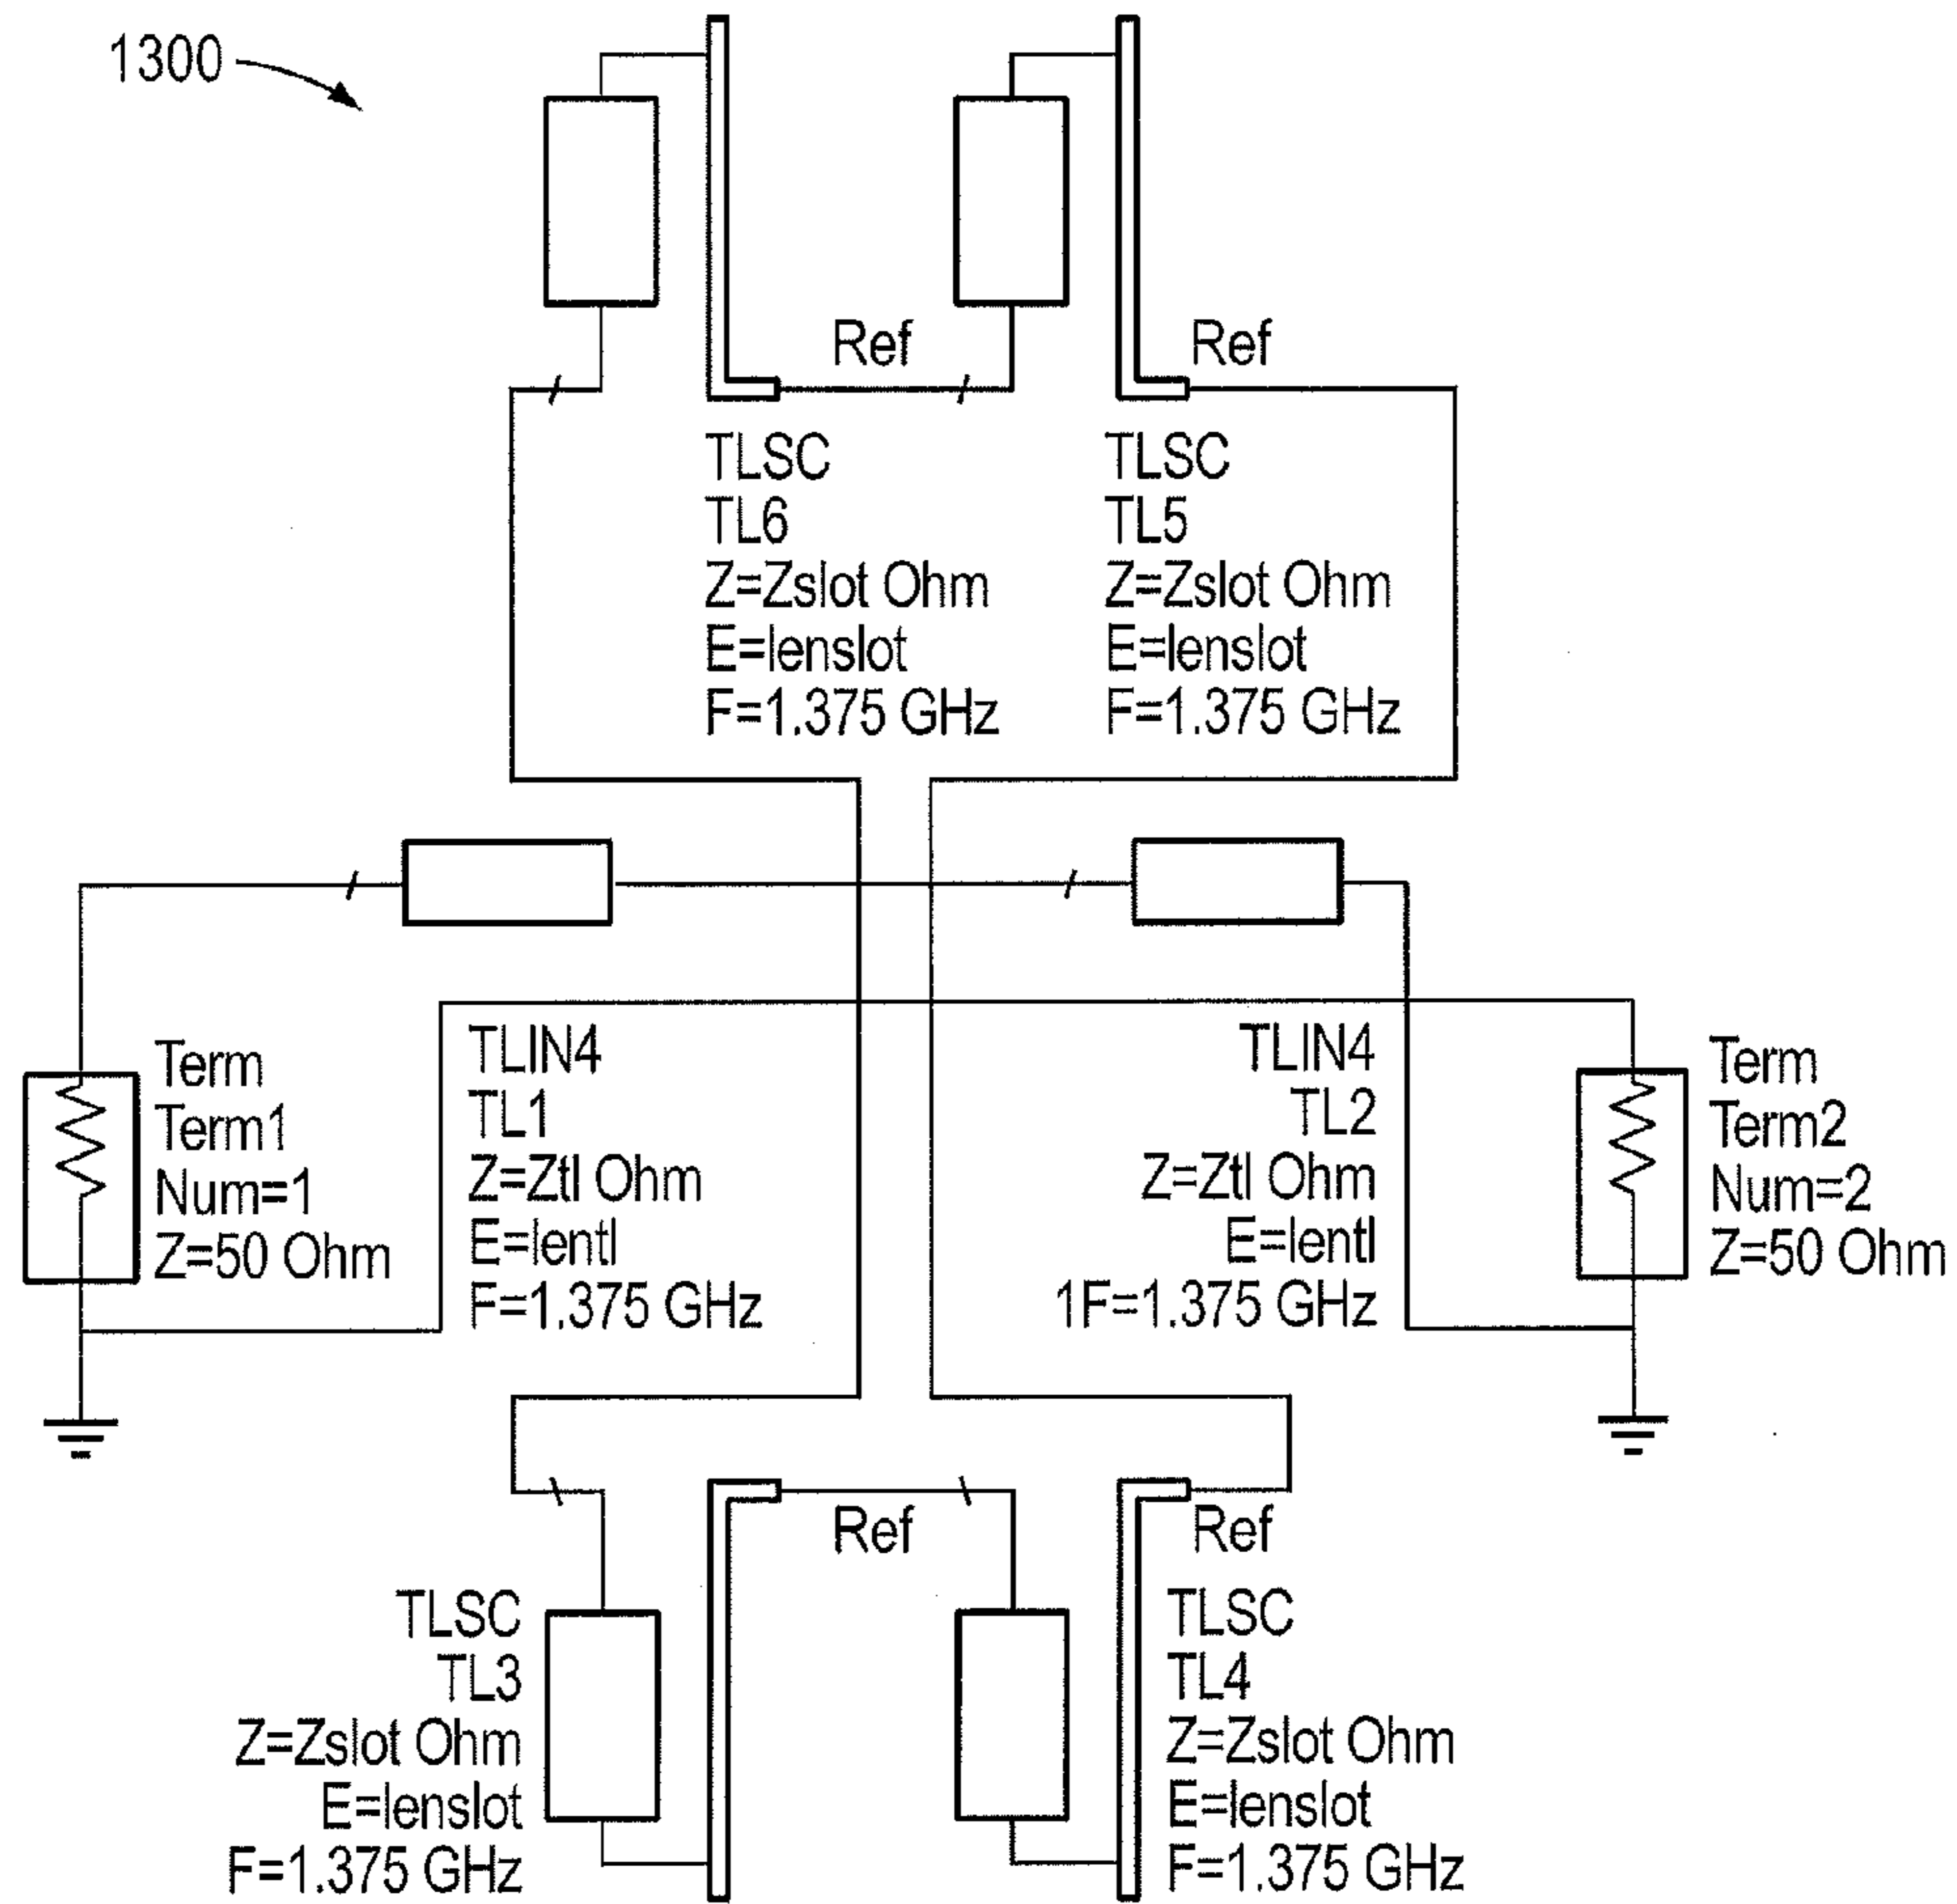 1300
Ref
Ref
TLSC
TL6
Z=Zslot Ohm
E=lenslot
F=1.375 GHz
TLSC
TL5
Z=Zslot Ohm
E=lenslot
F=1.375 GHz
Term
Term1
Num=1
Z=50 Ohm
TLIN4
TL1
Z=Ztl Ohm
E=lentl
F=1.375 GHz
TLIN4
TL2
Z=Ztl Ohm
E=lentl
1F=1.375 GHz
Term
Term2
Num=2
Z=50 Ohm
Ref
Ref
TLSC
TL3
Z=Zslot Ohm
E=lenslot
F=1.375 GHz
TLSC
TL4
Z=Zslot Ohm
E=lenslot
F=1.375 GHz